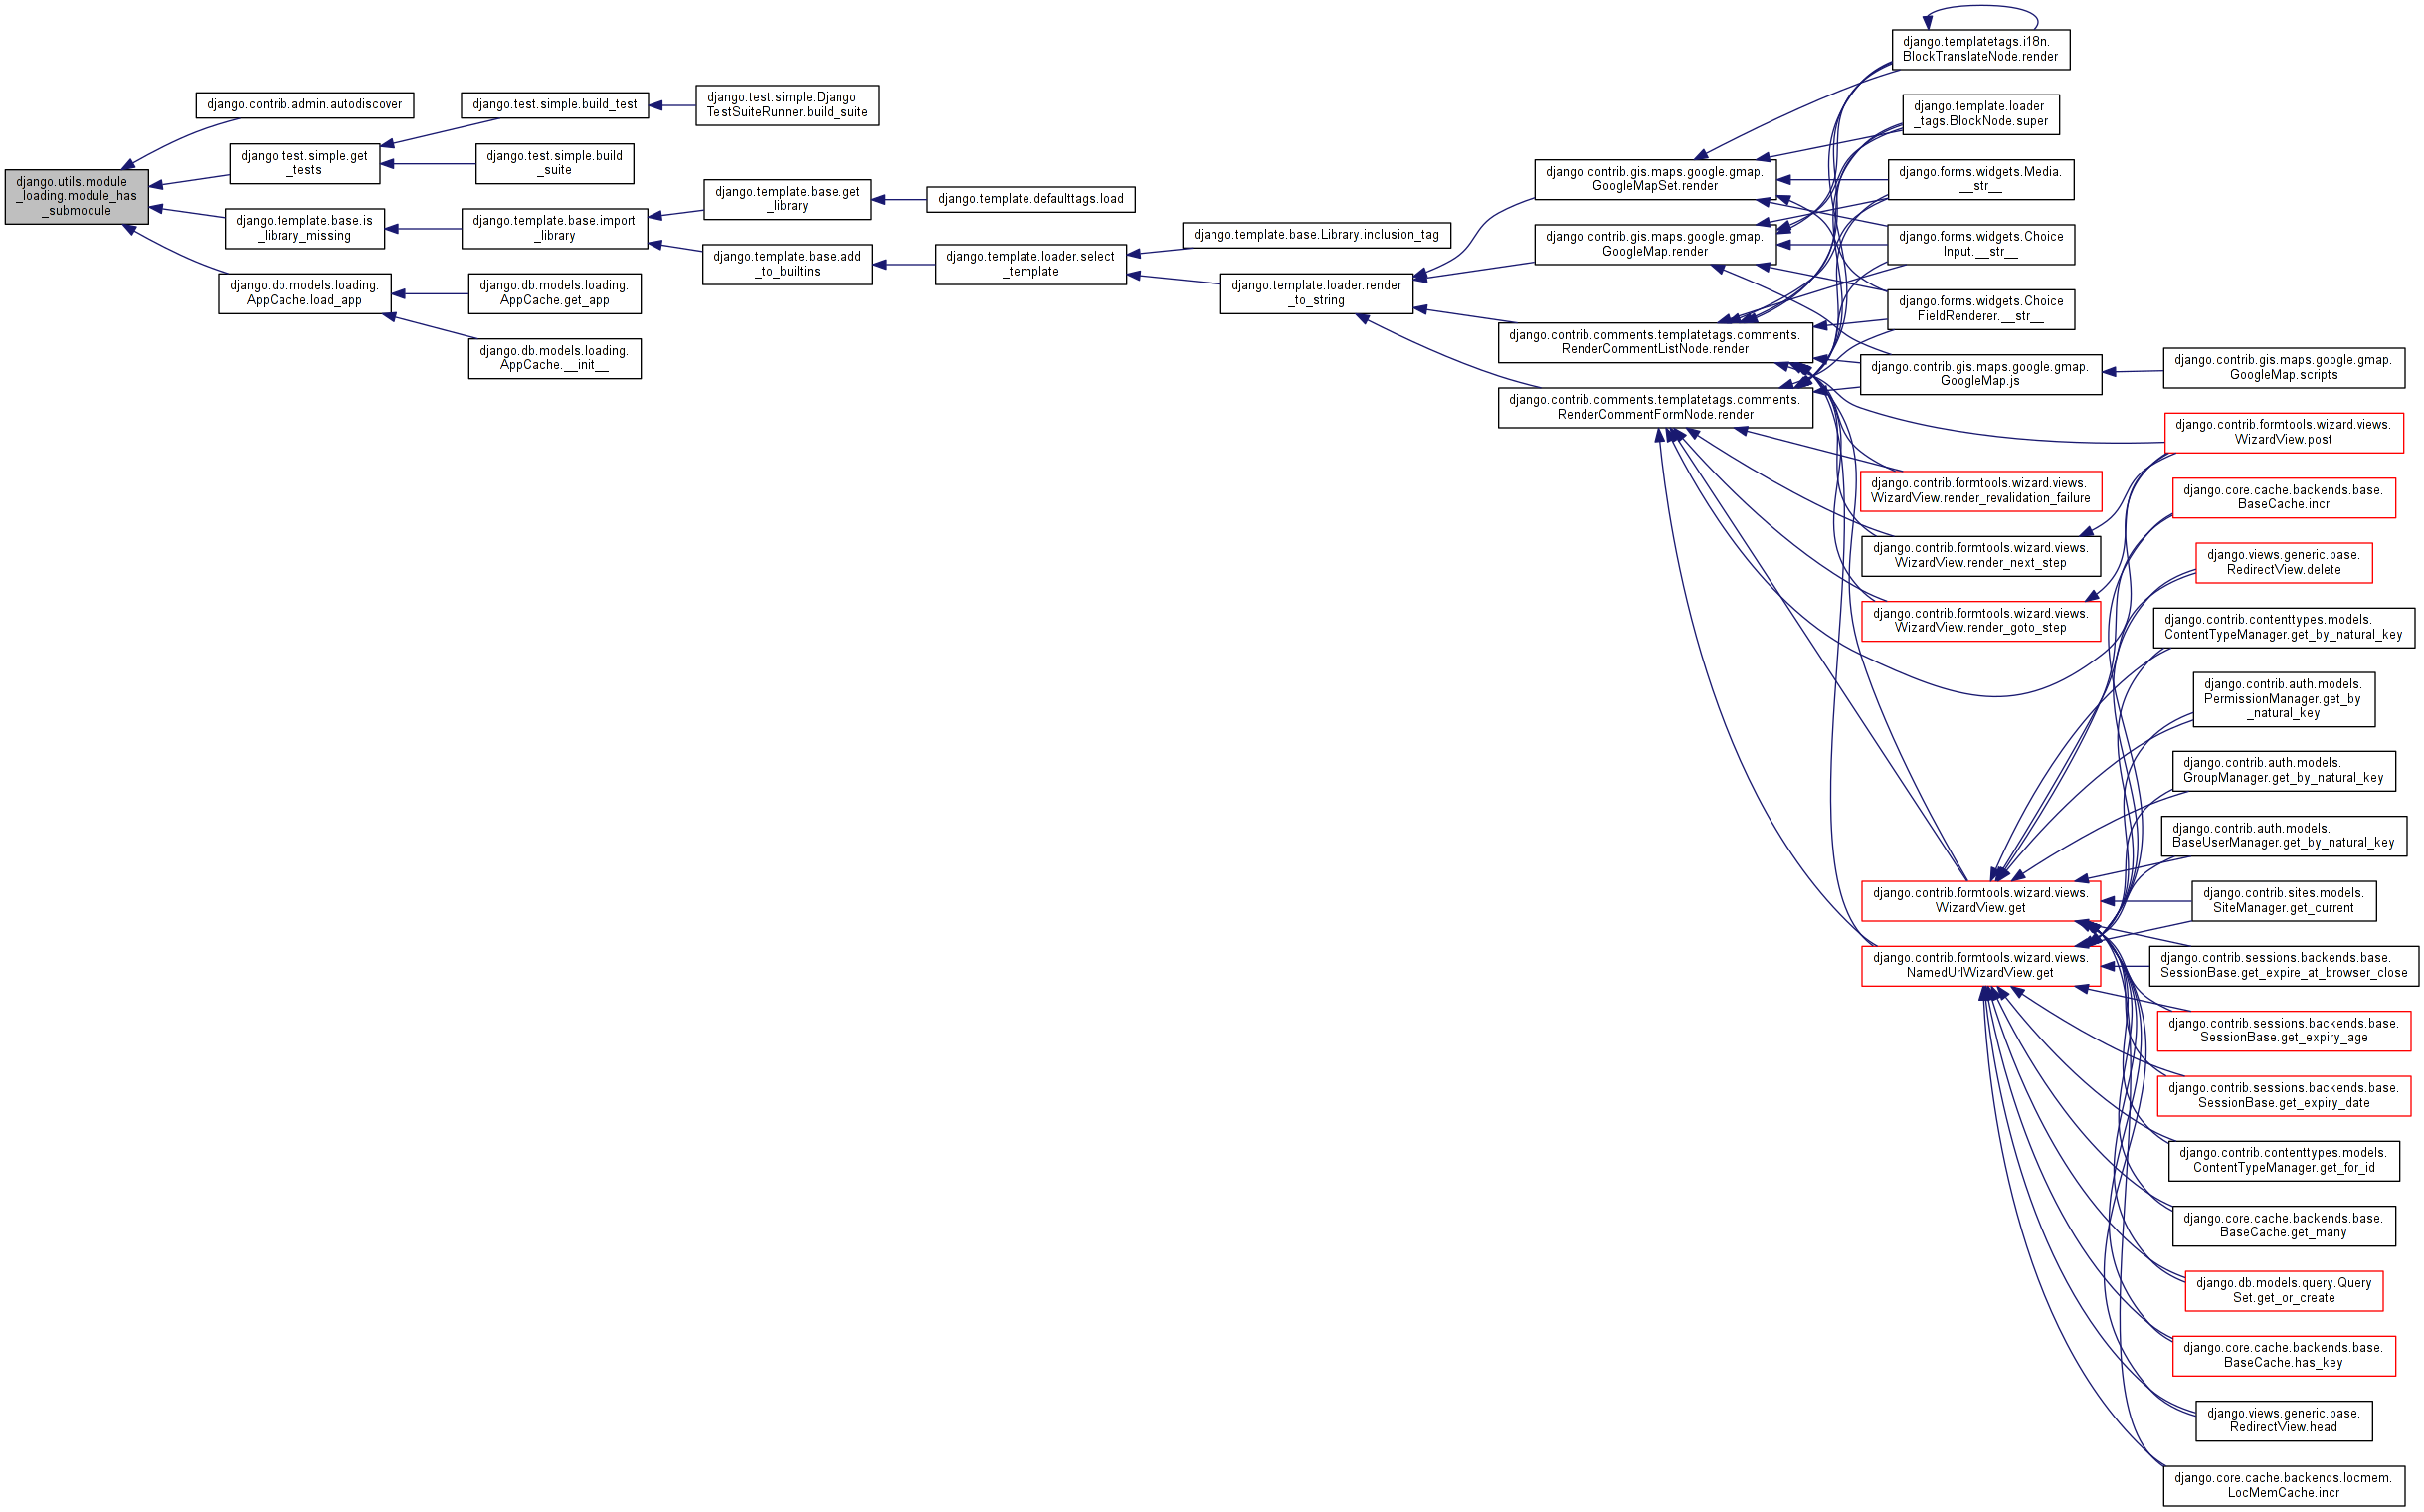 django.utils.module
_loading.module_has
_submodule
django.contrib.admin.autodiscover
django.test.simple.get
_tests
django.template.base.is
_library_missing
django.db.models.loading.
AppCache.load_app
django.test.simple.build_test
django.test.simple.build
_suite
django.template.base.import
_library
django.db.models.loading.
AppCache.get_app
django.db.models.loading.
AppCache.__init__
django.test.simple.Django
TestSuiteRunner.build_suite
django.template.base.get
_library
django.template.base.add
_to_builtins
django.template.defaulttags.load
django.template.loader.select
_template
django.template.base.Library.inclusion_tag
django.template.loader.render
_to_string
django.contrib.gis.maps.google.gmap.
GoogleMapSet.render
django.contrib.gis.maps.google.gmap.
GoogleMap.render
django.contrib.comments.templatetags.comments.
RenderCommentListNode.render
django.contrib.comments.templatetags.comments.
RenderCommentFormNode.render
django.templatetags.i18n.
BlockTranslateNode.render
django.template.loader
_tags.BlockNode.super
django.forms.widgets.Media.
__str__
django.forms.widgets.Choice
Input.__str__
django.forms.widgets.Choice
FieldRenderer.__str__
django.contrib.gis.maps.google.gmap.
GoogleMap.js
django.contrib.formtools.wizard.views.
WizardView.render_revalidation_failure
django.contrib.formtools.wizard.views.
WizardView.render_next_step
django.contrib.formtools.wizard.views.
WizardView.render_goto_step
django.contrib.formtools.wizard.views.
WizardView.get
django.contrib.formtools.wizard.views.
NamedUrlWizardView.get
django.contrib.gis.maps.google.gmap.
GoogleMap.scripts
django.contrib.formtools.wizard.views.
WizardView.post
django.core.cache.backends.base.
BaseCache.incr
django.views.generic.base.
RedirectView.delete
django.contrib.contenttypes.models.
ContentTypeManager.get_by_natural_key
django.contrib.auth.models.
PermissionManager.get_by
_natural_key
django.contrib.auth.models.
GroupManager.get_by_natural_key
django.contrib.auth.models.
BaseUserManager.get_by_natural_key
django.contrib.sites.models.
SiteManager.get_current
django.contrib.sessions.backends.base.
SessionBase.get_expire_at_browser_close
django.contrib.sessions.backends.base.
SessionBase.get_expiry_age
django.contrib.sessions.backends.base.
SessionBase.get_expiry_date
django.contrib.contenttypes.models.
ContentTypeManager.get_for_id
django.core.cache.backends.base.
BaseCache.get_many
django.db.models.query.Query
Set.get_or_create
django.core.cache.backends.base.
BaseCache.has_key
django.views.generic.base.
RedirectView.head
django.core.cache.backends.locmem.
LocMemCache.incr